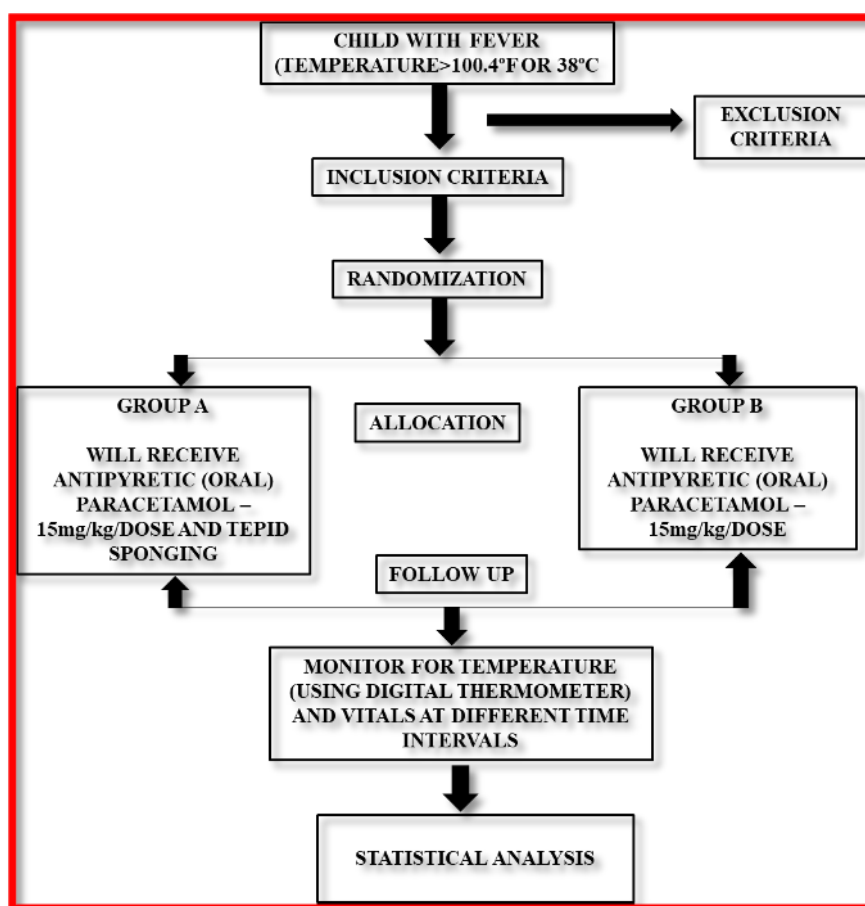 CHILD WITH FEVER
(TEMPERATURE>100.4ºF FOR 38ºC
EXCLUSION
CRITERIA
INCLUSION CRITERIA
RANDOMIZATION
GROUP A
WILL RECEIVE
ANTIPYRETIC (ORAL)
PARACETAMOL –
15mg/kg/DOSE AND TEPID
SPONGING
ALLOCATION
GROUP B
WILL RECEIVE
ANTIPYRETIC (ORAL)
PARACETAMOL –
15mg/kg/DOSE
FOLLOW UP
MONITOR FOR TEMPERATURE
(USING DIGITAL THERMOMETER)
AND VITALS AT DIFFERENT TIME
INTERVALS
STATISTICAL ANALYSIS